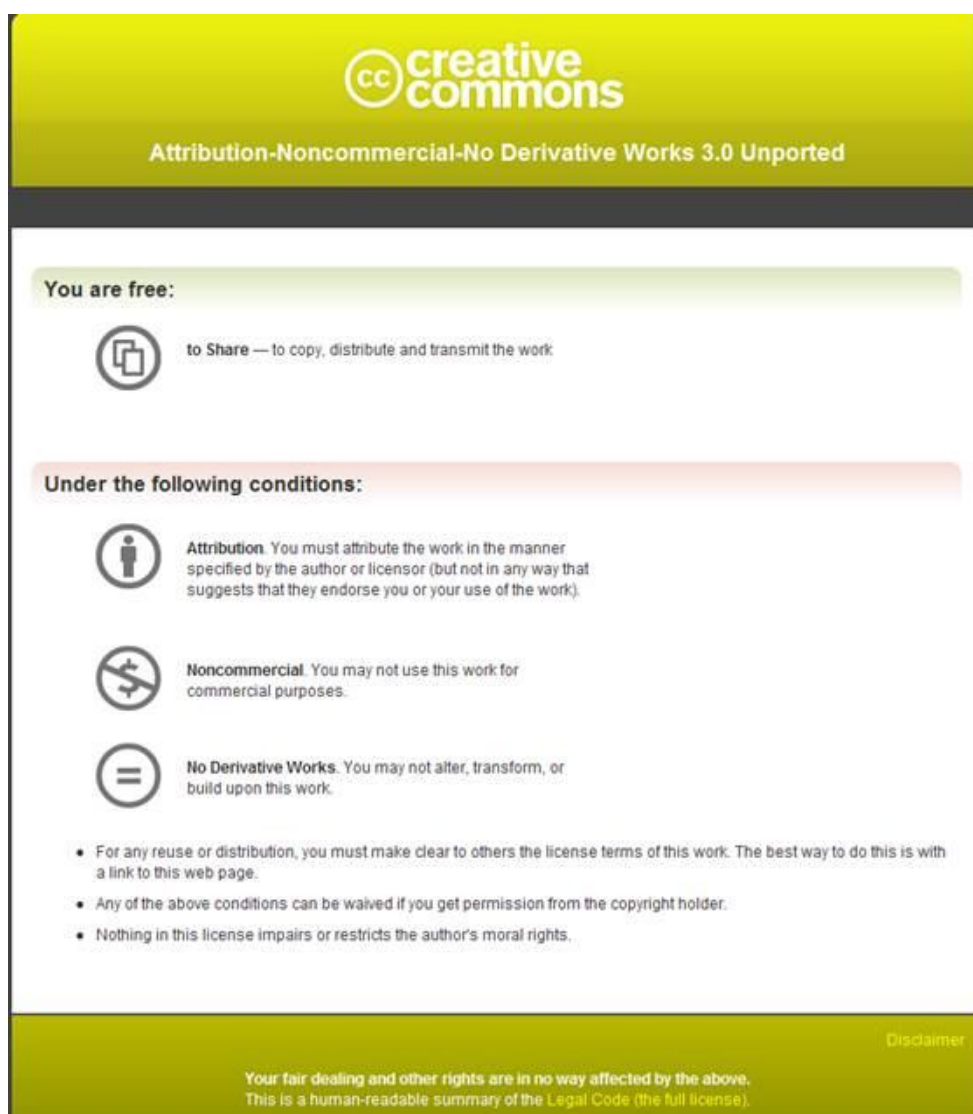 cc creative
commons
Attribution-Noncommercial-No Derivative Works 3.0 Unported
You are free:
to Share — to copy, distribute and transmit the work
Under the following conditions:
Attribution. You must attribute the work in the manner
specified by the author or licensor (but not in any way that
suggests that they endorse you or your use of the work).
$
Noncommercial. You may not use this work for
commercial purposes.
=
No Derivative Works. You may not alter, transform, or
build upon this work.
• For any reuse or distribution, you must make clear to others the license terms of this work. The best way to do this is with
a link to this web page.
• Any of the above conditions can be waived if you get permission from the copyright holder.
• Nothing in this license impairs or restricts the author's moral rights.
Disclaimer
Your fair dealing and other rights are in no way affected by the above.
This is a human-readable summary of the Legal Code (the full license).